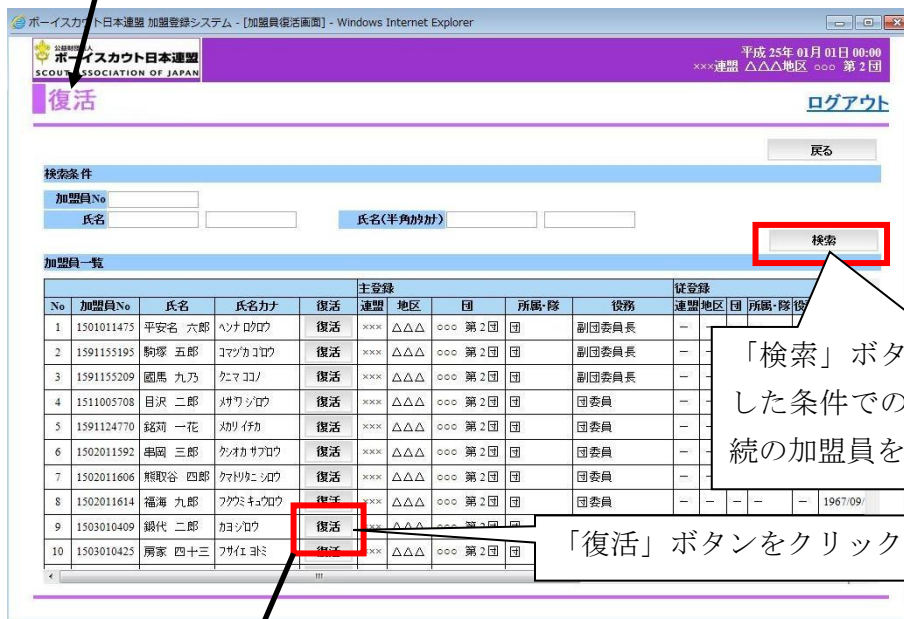 ボーイスカウト日本連盟 加盟登録システム - [加盟員復活画面] - Windows Internet Explorer
公益財団法人
ボーイスカウト日本連盟
SCOUT ASSOCIATION OF JAPAN
平成 25年 01月 01日 00:00
×××連盟 △△△地区 ○○○ 第 2 団
復活
ログアウト
戻る
検索条件
加盟員No
氏名 氏名(半角ｶﾀｶﾅ)
検索
加盟員一覧
主登録 従登録
No 加盟員No 氏名 氏名カナ 復活 連盟 地区 団 所属・隊 役務 連盟 地区 団 所属・隊
1 1501011475 平安名 六郎 ﾍﾝﾅ ﾛｸﾛｳ 復活 ××× △△△ ○○○ 第 2 団 団 副団委員長 －
2 1591155195 駒塚 五郎 ｺﾏﾂﾞｶ ｺﾞﾛｳ 復活 ××× △△△ ○○○ 第 2 団 団 副団委員長 －
3 1591155209 國馬 九乃 ｸﾆﾏ ｺｺﾉ 復活 ××× △△△ ○○○ 第 2 団 団 副団委員長 －
4 1511005708 目沢 二郎 ﾒｻﾞﾜ ｼﾞﾛｳ 復活 ××× △△△ ○○○ 第 2 団 団 団委員 －
5 1591124770 銘苅 一花 ﾒｶﾘ ｲﾁｶ 復活 ××× △△△ ○○○ 第 2 団 団 団委員 －
6 1502011592 串岡 三郎 ｸｼｵｶ ｻﾌﾞﾛｳ 復活 ××× △△△ ○○○ 第 2 団 団 団委員 －
7 1502011606 熊取谷 四郎 ｸﾏﾄﾘﾀﾆ ｼﾛｳ 復活 ××× △△△ ○○○ 第 2 団 団 団委員 －
8 1502011614 福海 九郎 ﾌｸｳﾐ ｷｭｳﾛｳ 復活 ××× △△△ ○○○ 第 2 団 団 団委員 － － － － － 1967/09/
9 1503010409 鍛代 二郎 ｶﾖ ｼﾞﾛｳ 復活 ××× △△△ ○○○ 第 2 団 団
10 1503010425 房家 四十三 ﾌｻｲｴ ﾖﾄﾐ 復活 ××× △△△ ○○○ 第 2 団 団
「検索」ボタ
した条件での
続の加盟員を
「復活」ボタンをクリック